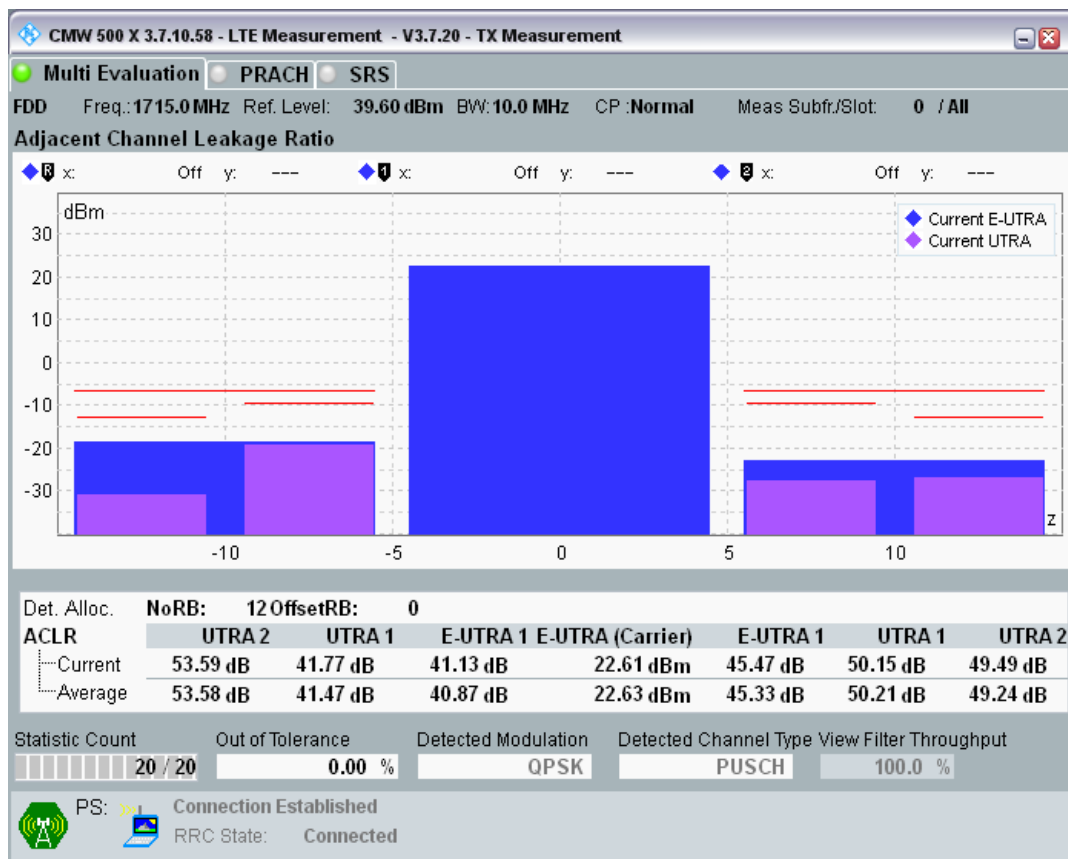 CMW 500 X 3.7.10.58 - LTE Measurement - V3.7.20 - TX Measurement
Multi Evaluation PRACH SRS
FDD Freq.:1715.0 MHz Ref. Level: 39.60 dBm BW:10.0 MHz CP :Normal Meas Subfr./Slot: 0 / All
Adjacent Channel Leakage Ratio
R x: Off y: --- 1 x: Off y: --- 2 x: Off y: ---
dBm
Current E-UTRA
Current UTRA
30
20
10
0
-10
-20
-30
z
-10 -5 0 5 10
Det. Alloc. NoRB: 12 OffsetRB: 0
ACLR UTRA 2 UTRA 1 E-UTRA 1 E-UTRA (Carrier) E-UTRA 1 UTRA 1 UTRA 2
Current 53.59 dB 41.77 dB 41.13 dB 22.61 dBm 45.47 dB 50.15 dB 49.49 dB
Average 53.58 dB 41.47 dB 40.87 dB 22.63 dBm 45.33 dB 50.21 dB 49.24 dB
Statistic Count Out of Tolerance Detected Modulation Detected Channel Type View Filter Throughput
20 / 20 0.00 % QPSK PUSCH 100.0 %
PS: Connection Established
RRC State: Connected